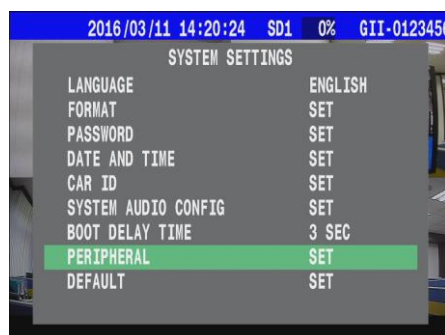 2016/03/11 14:20:24 SD1 0% GII-0123456
SYSTEM SETTINGS
LANGUAGE ENGLISH
FORMAT SET
PASSWORD SET
DATE AND TIME SET
CAR ID SET
SYSTEM AUDIO CONFIG SET
BOOT DELAY TIME 3 SEC
PERIPHERAL SET
DEFAULT SET